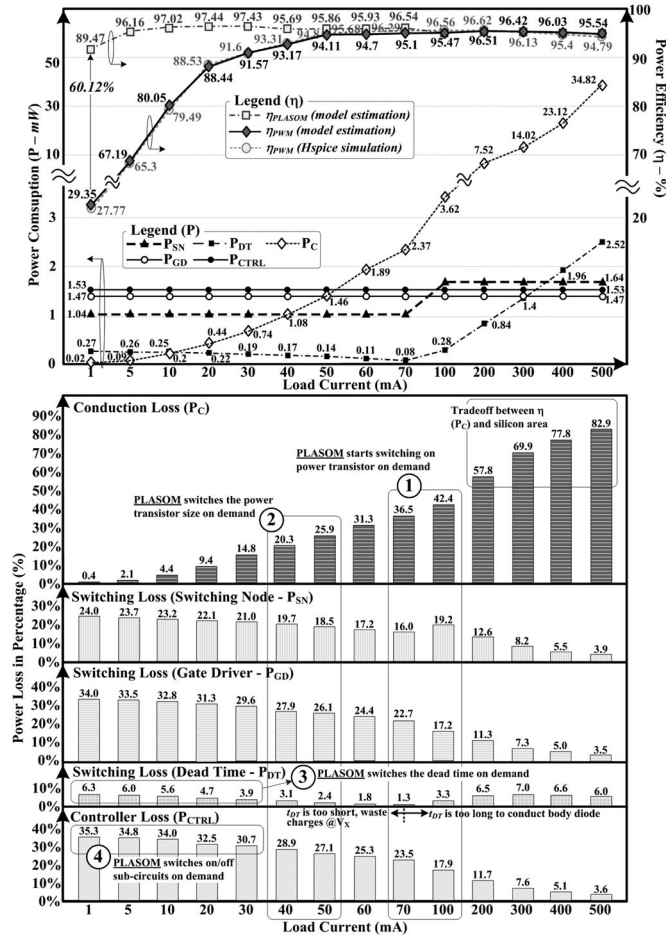 89.47 96.16 97.02 97.44 97.43 95.69 95.86 95.93 96.54 96.56 96.62 96.42 96.03 95.54
88.53 91.6 93.31 95.68 96.29 96.13 95.4 94.79
88.44 91.57 93.17 94.11 94.7 95.1 95.47 96.51
60.12%
80.05
79.49
67.19
65.3
29.35
27.77
Legend (η)
ηPLASOM (model estimation)
ηPWM (model estimation)
ηPWM (Hspice simulation)
Power Comsuption (P – mW)
60
30
10
3
2
1
0
Power Efficiency (η – %)
100
90
80
70
20
Legend (P)
PSN PDT PC
PGD PCTRL
34.82
23.12
14.02
7.52
3.62
2.37
1.89
1.46
1.08
0.74
0.44
0.2
0.09
0.02
1.53
1.47
1.04
2.52
1.96
1.64
1.53
1.47
1.4
0.84
0.27 0.26 0.25 0.22 0.19 0.17 0.14 0.11 0.08 0.28
1 5 10 20 30 40 50 60 70 100 200 300 400 500
Load Current (mA)
Power Loss in Percentage (%)
Conduction Loss (PC)
90%
80%
70%
60%
50%
40%
30%
20%
10%
0%
Tradeoff between η
(PC) and silicon area
PLASOM starts switching on
power transistor on demand
1
PLASOM switches the power
transistor size on demand
2
0.4 2.1 4.4 9.4 14.8 20.3 25.9 31.3 36.5 42.4 57.8 69.9 77.8 82.9
Switching Loss (Switching Node - PSN)
30%
20%
10%
0%
24.0 23.7 23.2 22.1 21.0 19.7 18.5 17.2 16.0 19.2 12.6 8.2 5.5 3.9
Switching Loss (Gate Driver - PGD)
40%
30%
20%
10%
0%
34.0 33.5 32.8 31.3 29.6 27.9 26.1 24.4 22.7 17.2 11.3 7.3 5.0 3.5
Switching Loss (Dead Time - PDT)
3
PLASOM switches the dead time on demand
10%
0%
6.3 6.0 5.6 4.7 3.9 3.1 2.4 1.8 1.3 3.3 6.5 7.0 6.6 6.0
tDT is too short, waste
charges @VX
tDT is too long to conduct body diode
Controller Loss (PCTRL)
40%
30%
20%
10%
0%
35.3 34.8 34.0 32.5 30.7 28.9 27.1 25.3 23.5 17.9 11.7 7.6 5.1 3.6
4
PLASOM switches on/off
sub-circuits on demand
1 5 10 20 30 40 50 60 70 100 200 300 400 500
Load Current (mA)